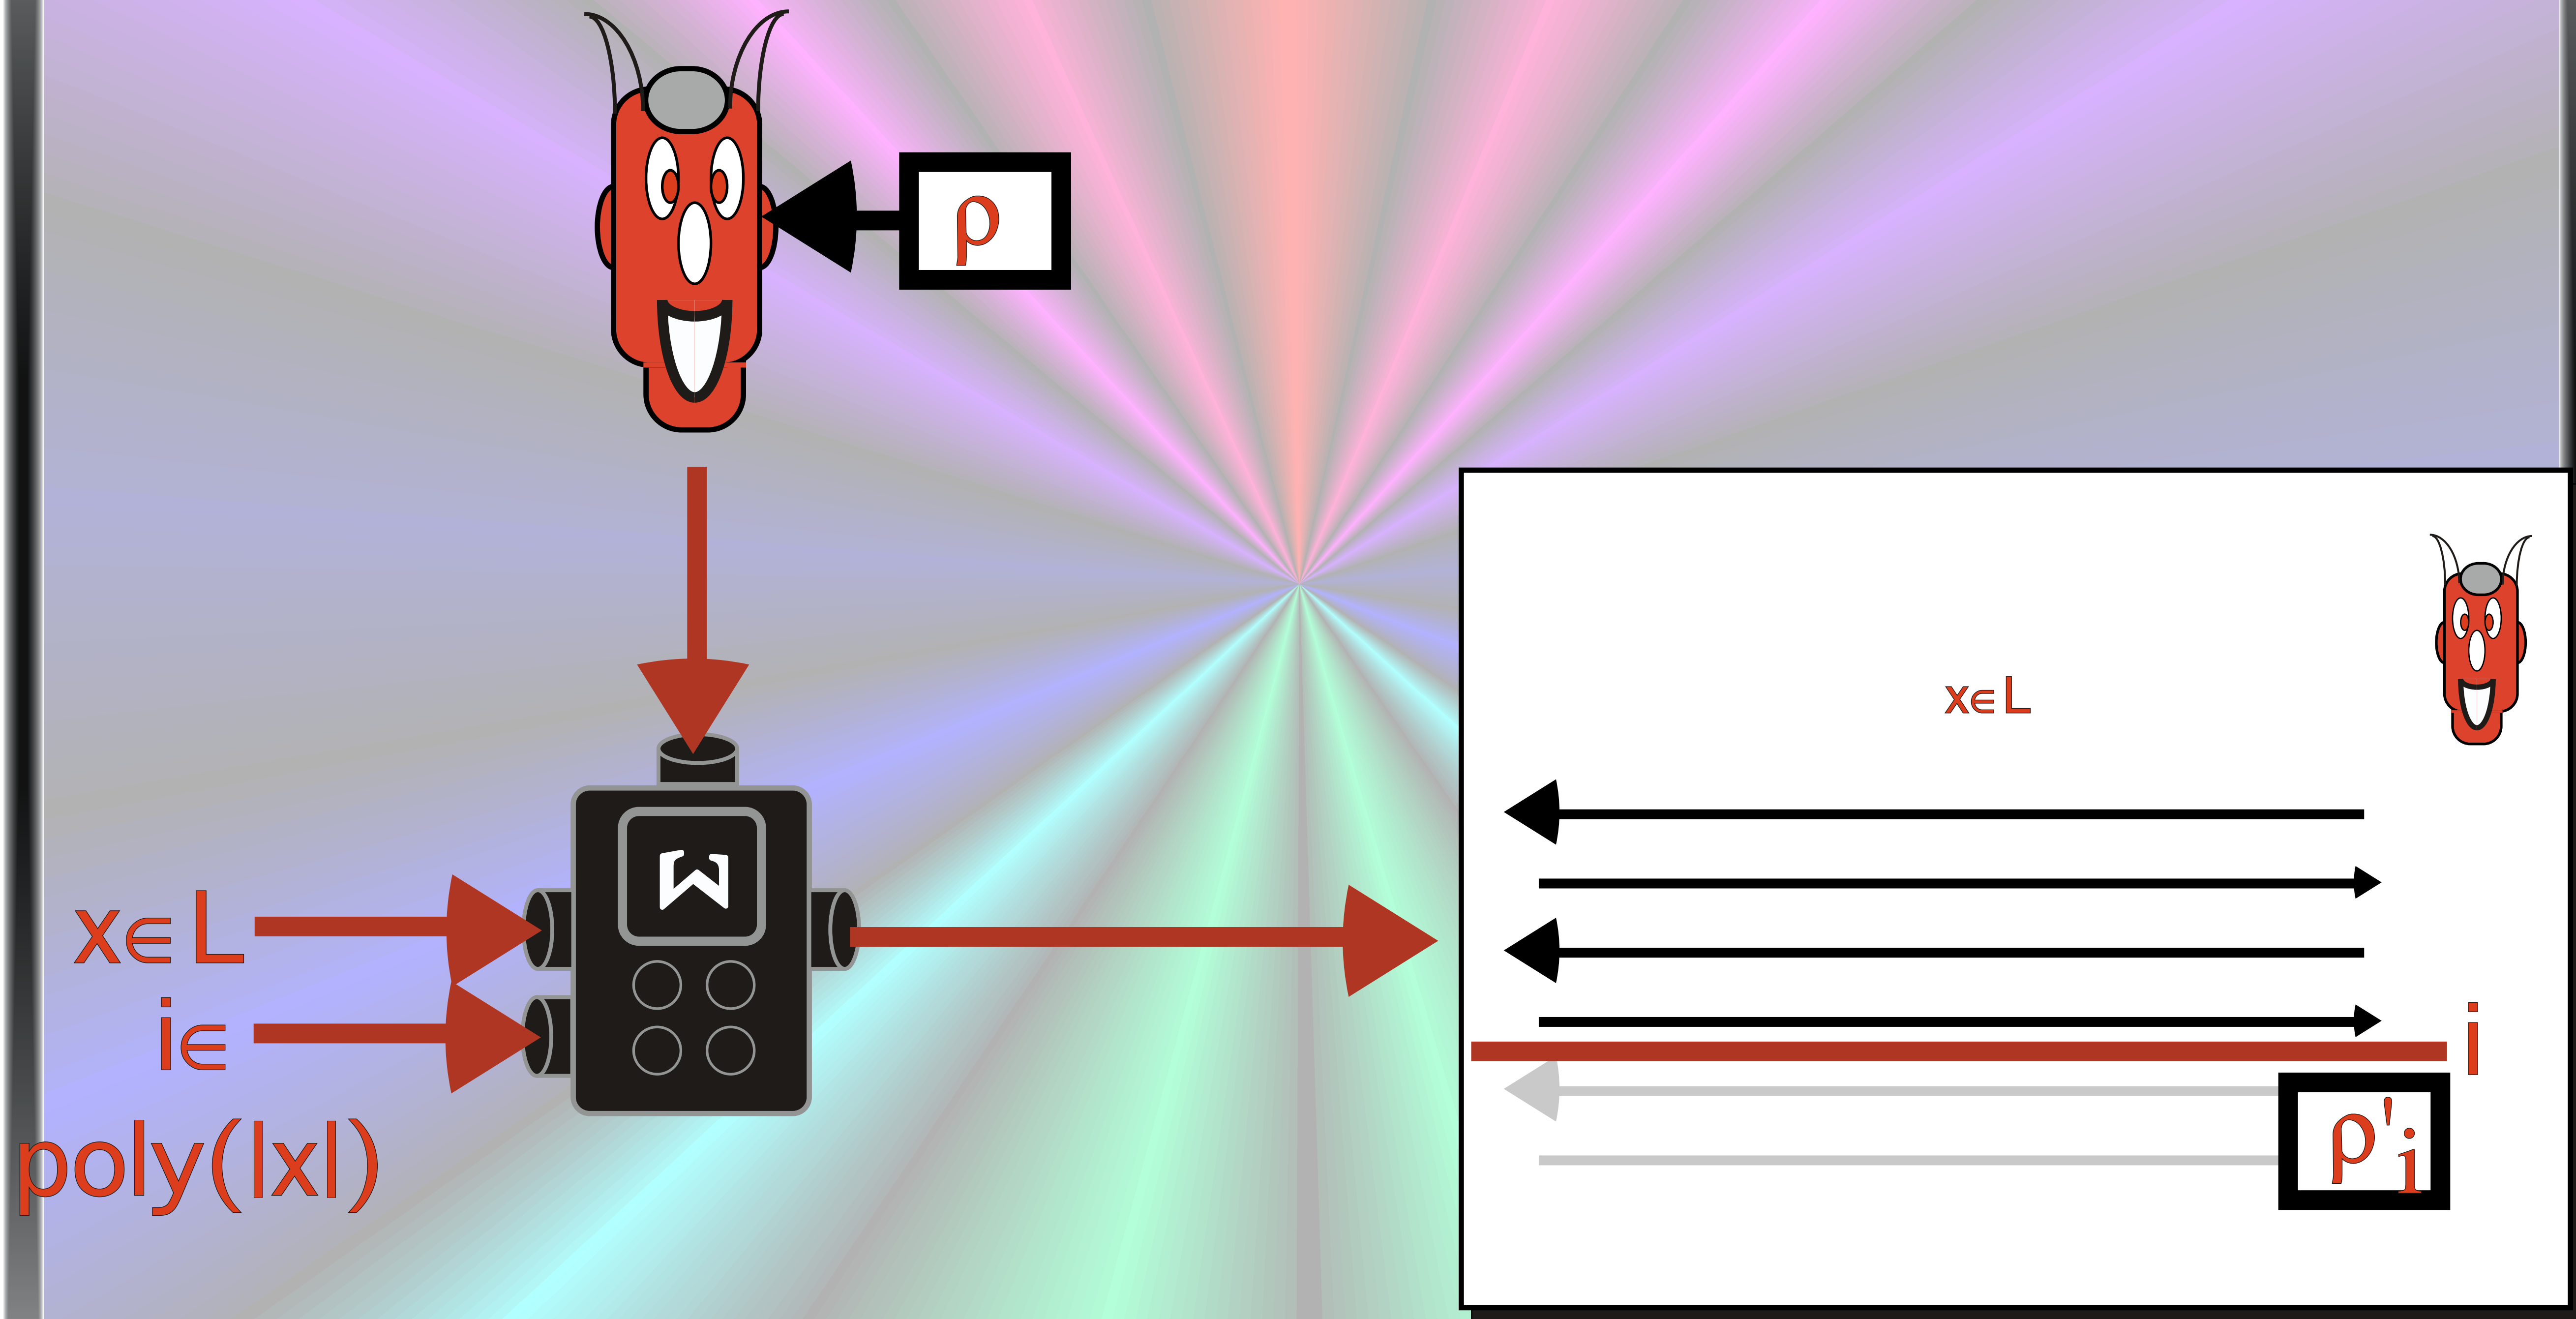 ρ
x∈L
x∈L
i∈
poly(|x|)
i
ρ'i